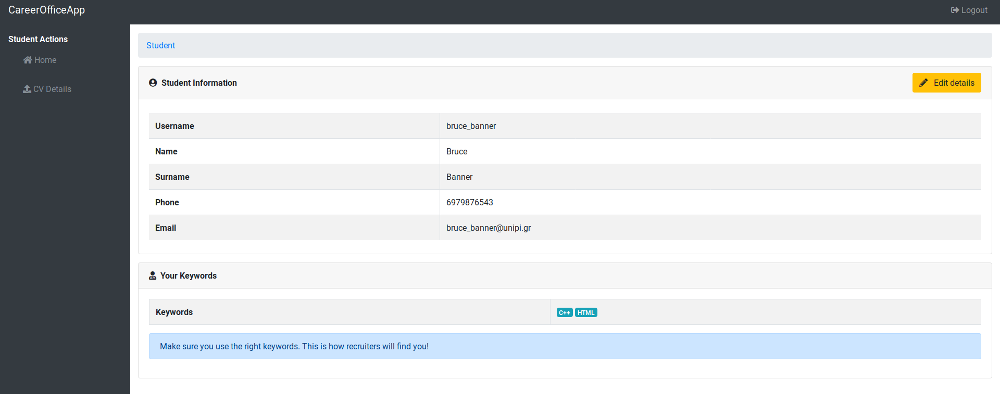 CareerOfficeApp
Logout
Student Actions
Home
CV Details
Student
Student Information
Edit details
Username bruce_banner
Name Bruce
Surname Banner
Phone 6979876543
Email bruce_banner@unipi.gr
Your Keywords
Keywords C++ HTML
Make sure you use the right keywords. This is how recruiters will find you!